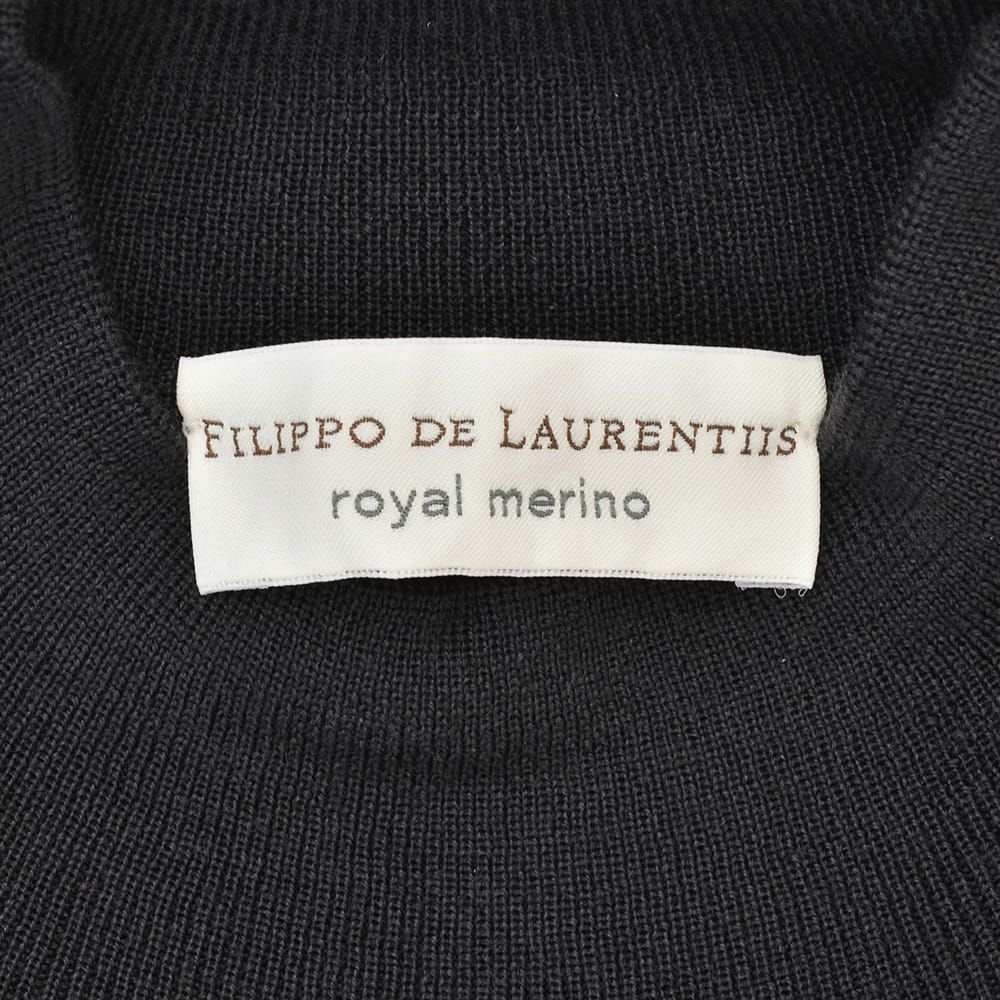 FILIPPO DE LAURENTIIS
royal merino